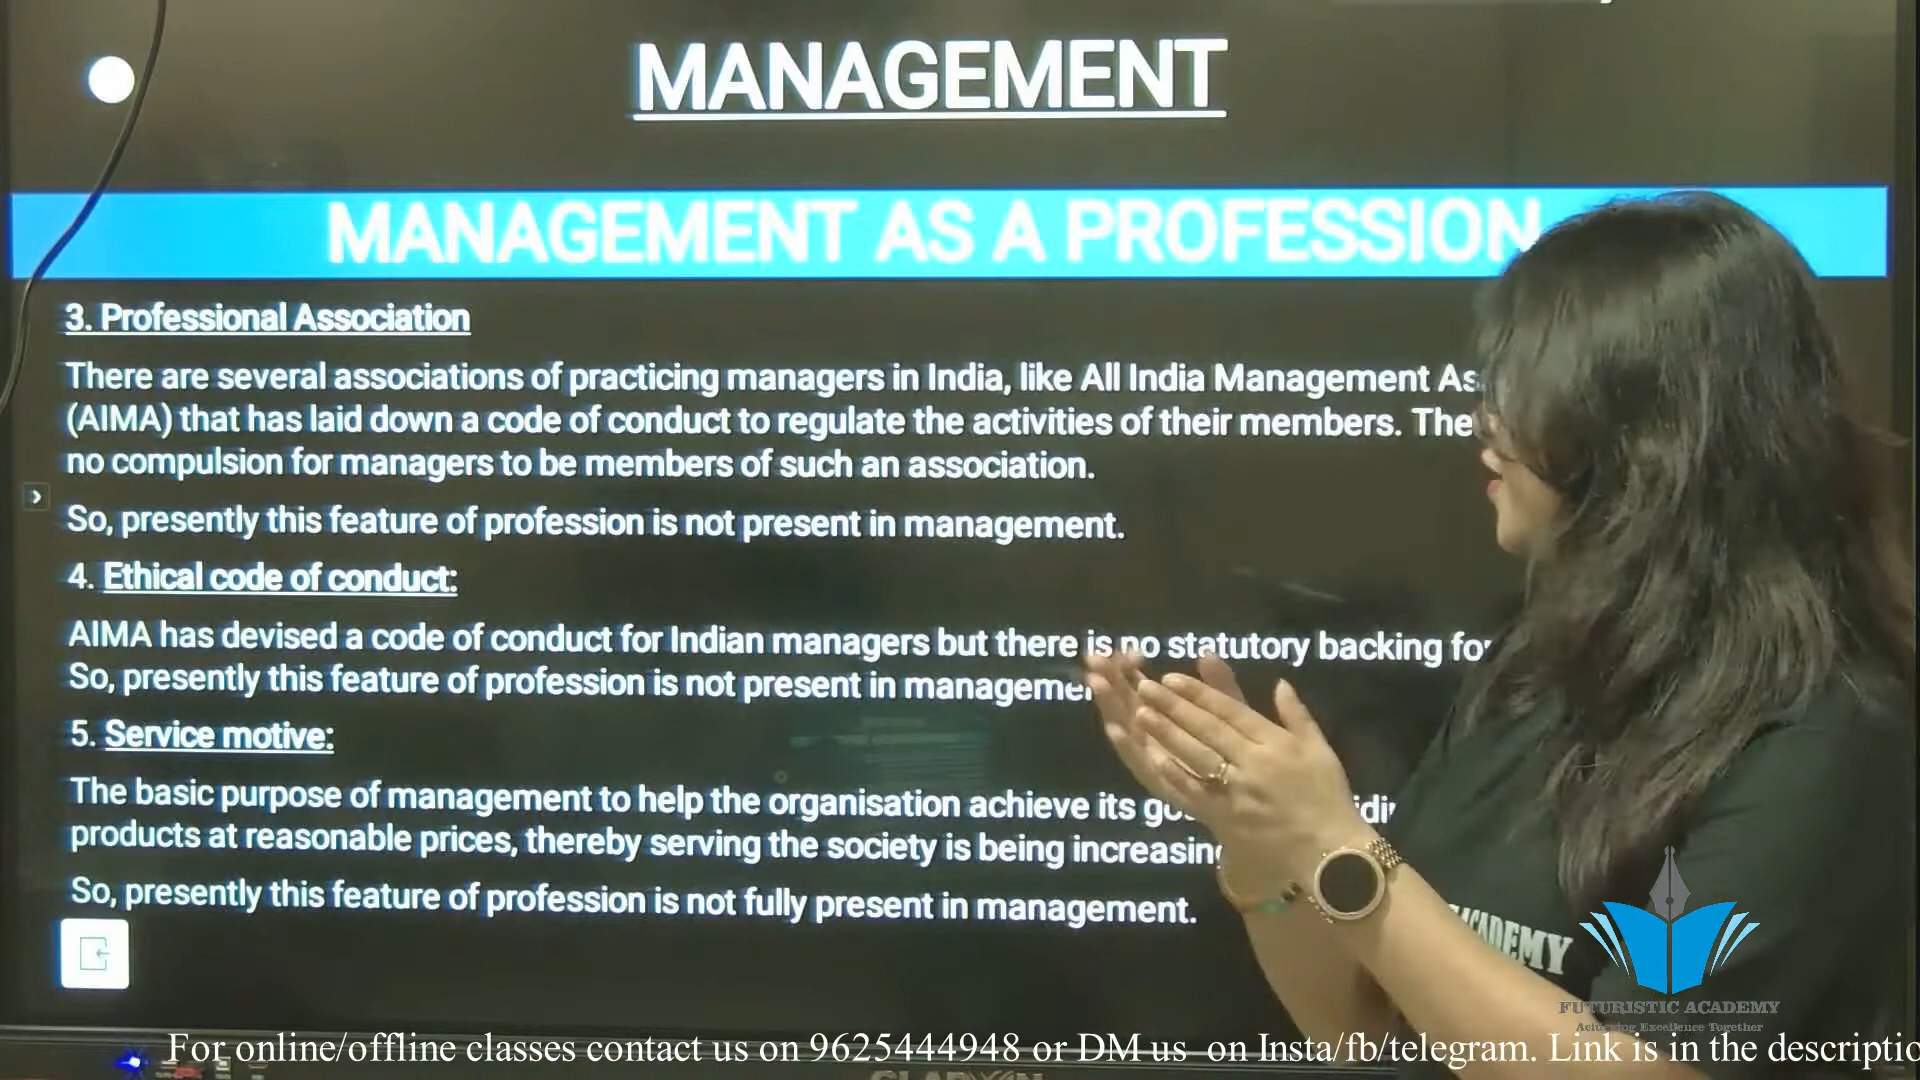 MANAGEMENT
MANAGEMENT AS A PROFESSION
3. Professional Association
There are several associations of practicing managers in India, like All India Management As
(AIMA) that has laid down a code of conduct to regulate the activities of their members. The
no compulsion for managers to be members of such an association.
So, presently this feature of profession is not present in management.
4. Ethical code of conduct:
AIMA has devised a code of conduct for Indian managers but there is no statutory backing for
So, presently this feature of profession is not present in
5. Service motive:
The basic purpose of management to help the organisation achieve its
products at reasonable prices, thereby serving the society is being
So, presently this feature of profession is not fully present in management.
ACADEMY
FUTURISTIC ACADEMY
Excellence Together
For online/offline classes contact us on 9625444948 or DM us on Insta/fb/telegram. Link is in the descriptio